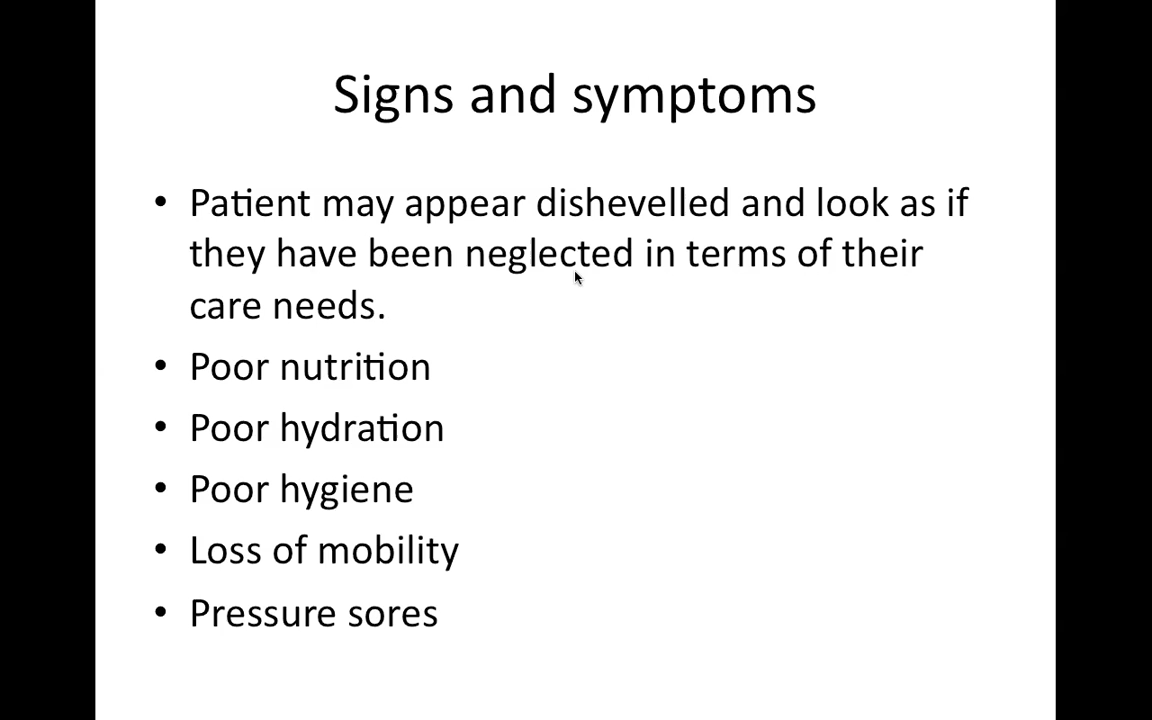 Signs and symptoms
• Patient may appear dishevelled and look as if
they have been neglected in terms of their
care needs.
• Poor nutrition
• Poor hydration
• Poor hygiene
• Loss of mobility
• Pressure sores